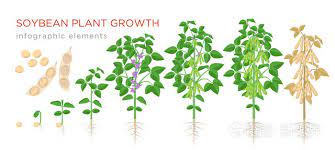 SOYBEAN PLANT GROWTH
infographic elements